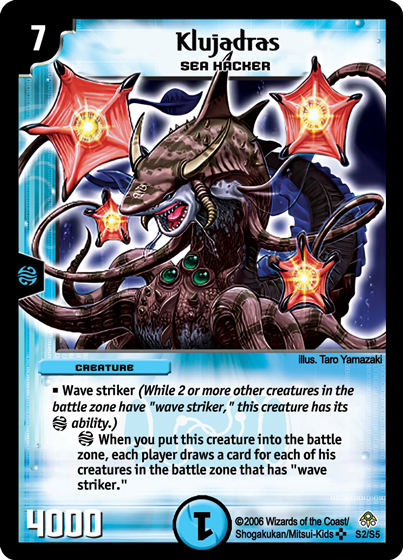 7
Klujadras
SEA HACKER
illus. Taro Yamazaki
CREATURE
▪ Wave striker (While 2 or more other creatures in the
battle zone have "wave striker," this creature has its
ability.)
When you put this creature into the battle
zone, each player draws a card for each of his
creatures in the battle zone that has "wave
striker."
4000
1
©2006 Wizards of the Coast/
Shogakukan/Mitsui-Kids S2/S5